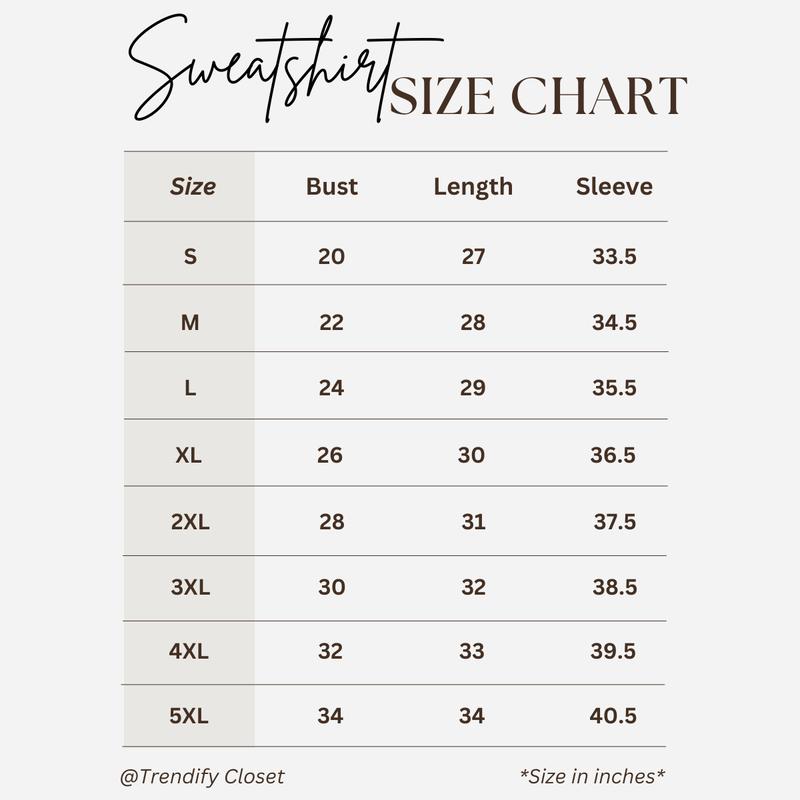 Sweatshirt SIZE CHART
Size Bust Length Sleeve
S 20 27 33.5
M 22 28 34.5
L 24 29 35.5
XL 26 30 36.5
2XL 28 31 37.5
3XL 30 32 38.5
4XL 32 33 39.5
5XL 34 34 40.5
@Trendify Closet *Size in inches*